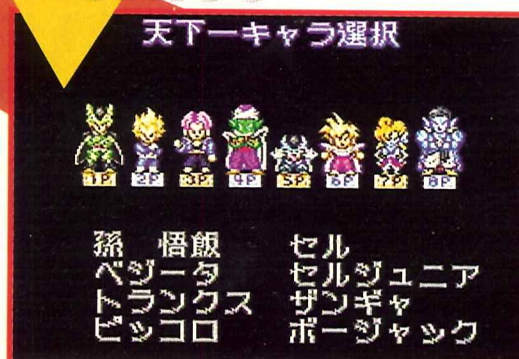 天下一キャラ選択
1P 2P 3P 4P 5P 6P 7P 8P
孫 悟飯 セル
ベジータ セルジュニア
トランクス ザンギャ
ピッコロ ボージャック